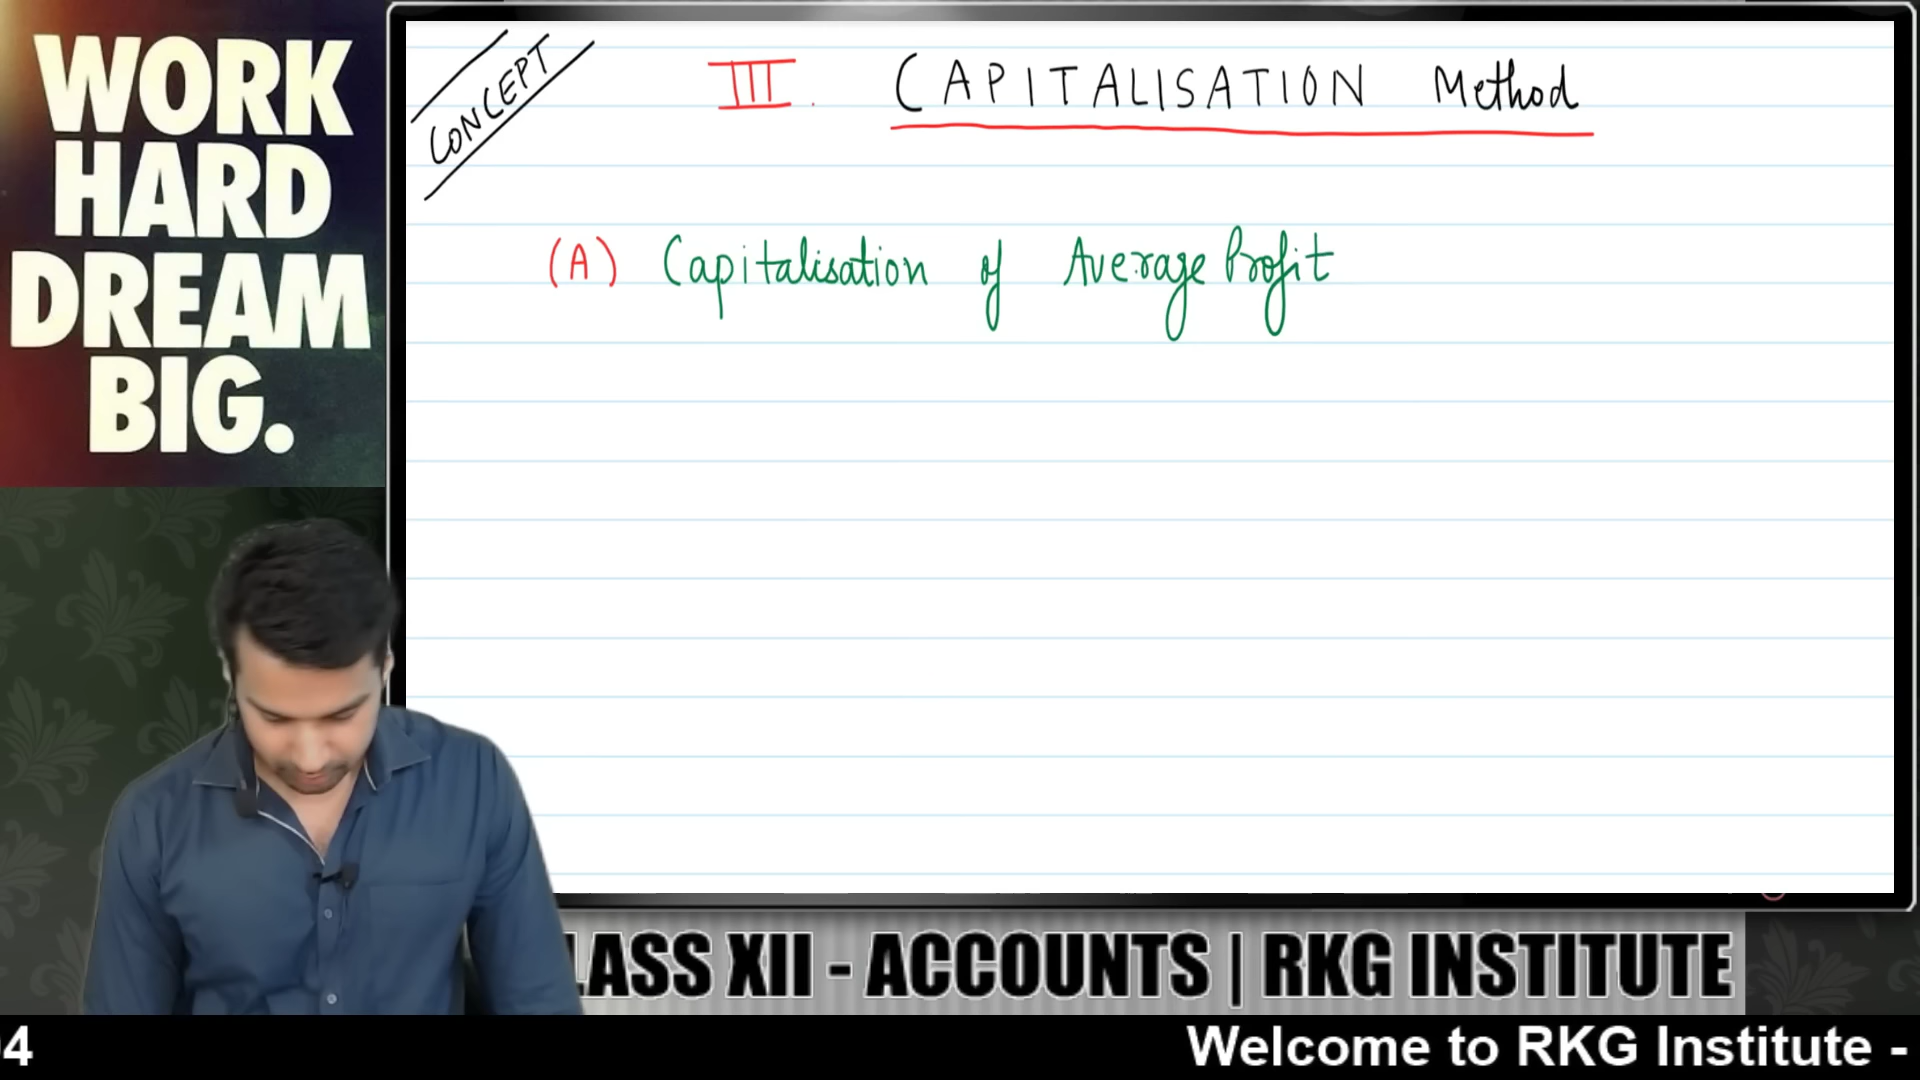 WORK
HARD
DREAM
BIG.
CONCEPT
III. CAPITALISATION Method
(A) Capitalisation of Average Profit
LASS XII - ACCOUNTS | RKG INSTITUTE
04
Welcome to RKG Institute -